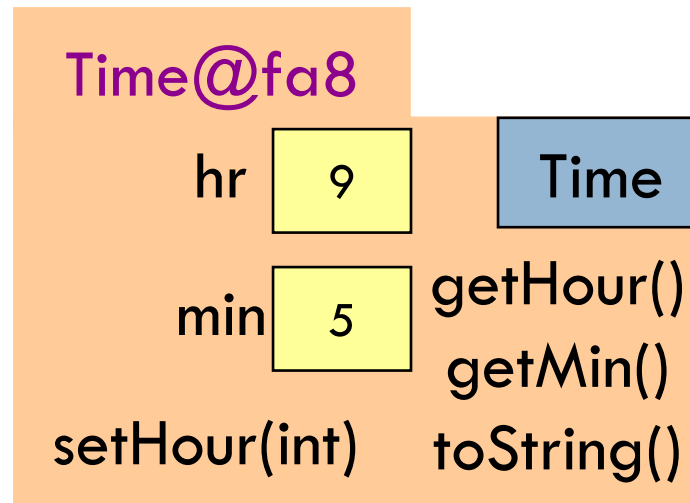 Time@fa8
hr 9 Time
getHour()
min 5
getMin()
setHour(int) toString()